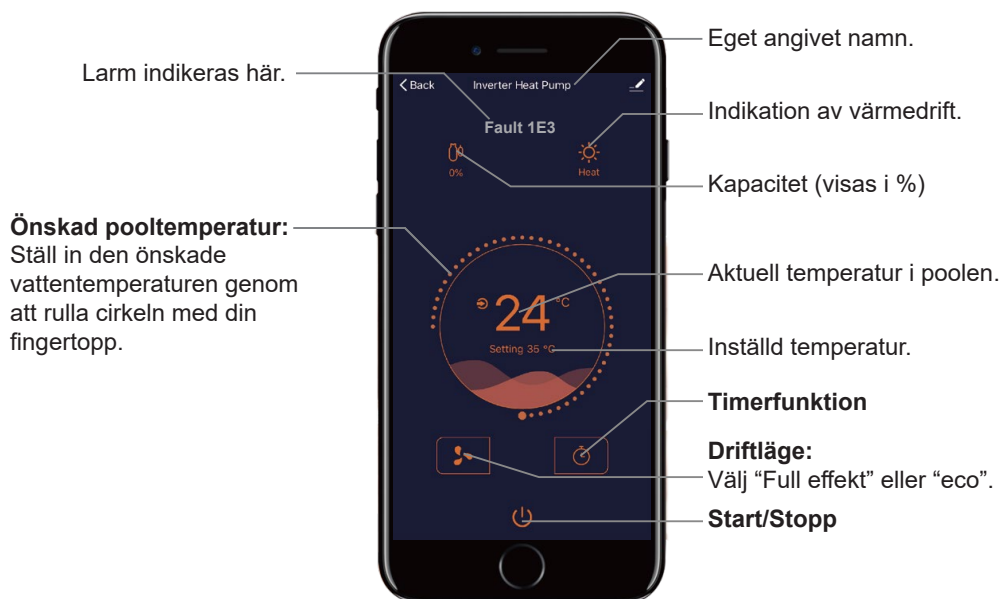 Larm indikeras här.
Önskad pooltemperatur:
Ställ in den önskade
vattentemperaturen genom
att rulla cirkeln med din
fingertopp.
Back
Inverter Heat Pump
Fault 1E3
0%
Heat
24 °C
Setting 35 °C
Eget angivet namn.
Indikation av värmedrift.
Kapacitet (visas i %)
Aktuell temperatur i poolen.
Inställd temperatur.
Timerfunktion
Driftläge:
Välj “Full effekt” eller “eco”.
Start/Stopp